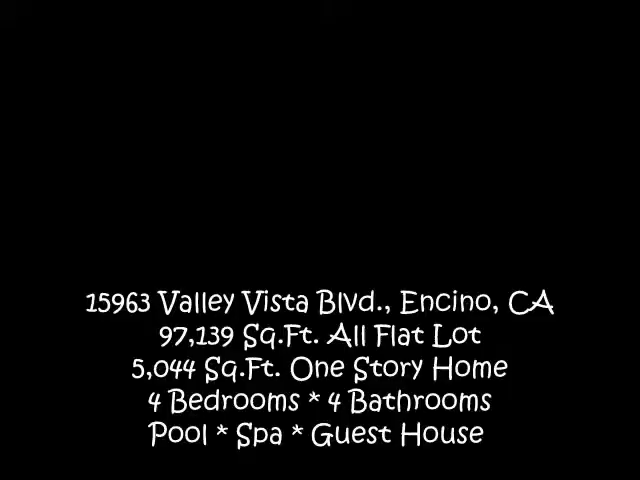 15963 Valley Vista Blvd., Encino, CA
97,139 Sq.Ft. All Flat Lot
5,044 Sq.Ft. One Story Home
4 Bedrooms * 4 Bathrooms
Pool * Spa * Guest House